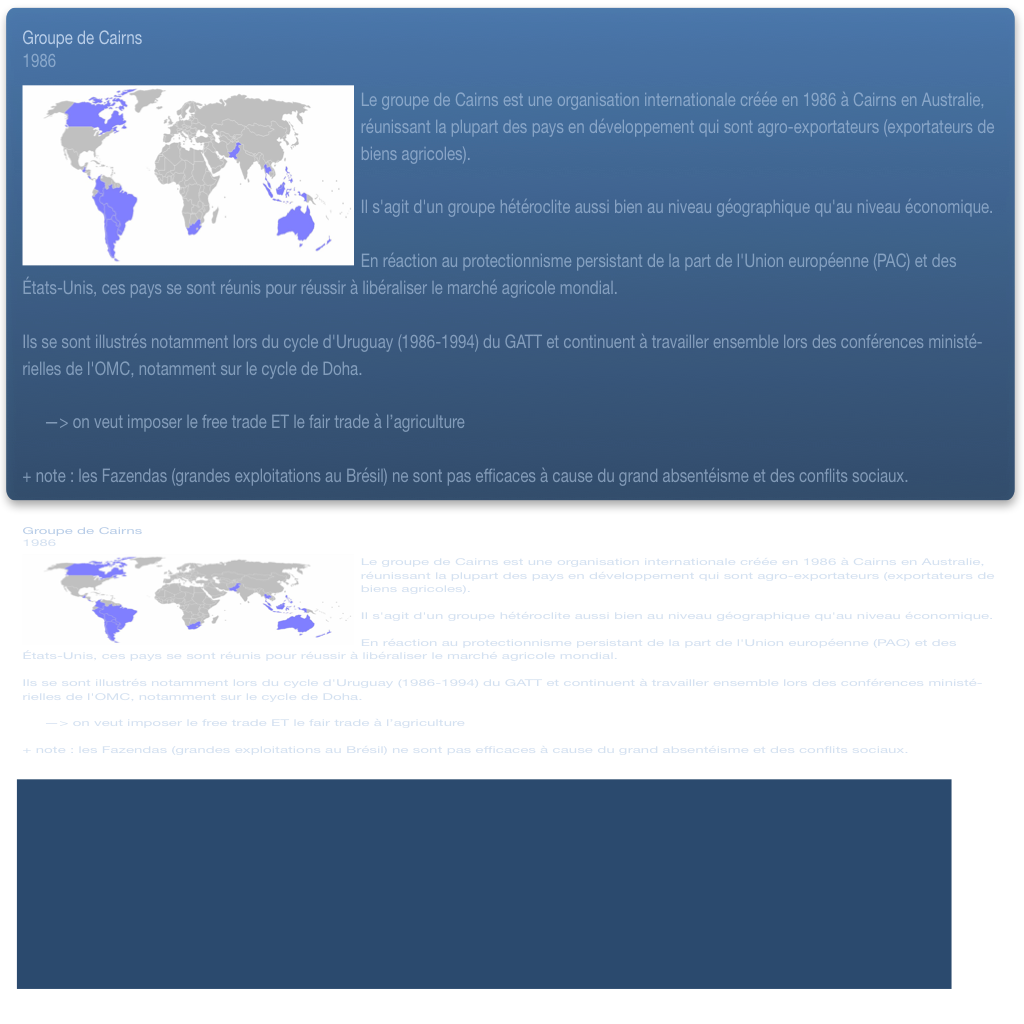 Groupe de Cairns
1986
Le groupe de Cairns est une organisation internationale créée en 1986 à Cairns en Australie,
réunissant la plupart des pays en développement qui sont agro-exportateurs (exportateurs de
biens agricoles).
Il s'agit d'un groupe hétéroclite aussi bien au niveau géographique qu'au niveau économique.
En réaction au protectionnisme persistant de la part de l'Union européenne (PAC) et des
États-Unis, ces pays se sont réunis pour réussir à libéraliser le marché agricole mondial.
Ils se sont illustrés notamment lors du cycle d'Uruguay (1986-1994) du GATT et continuent à travailler ensemble lors des conférences ministé-
rielles de l'OMC, notamment sur le cycle de Doha.
—> on veut imposer le free trade ET le fair trade à l'agriculture
+ note : les Fazendas (grandes exploitations au Brésil) ne sont pas efficaces à cause du grand absentéisme et des conflits sociaux.
Groupe de Cairns
1986
Le groupe de Cairns est une organisation internationale créée en 1986 à Cairns en Australie,
réunissant la plupart des pays en développement qui sont agro-exportateurs (exportateurs de
biens agricoles).
Il s'agit d'un groupe hétéroclite aussi bien au niveau géographique qu'au niveau économique.
En réaction au protectionnisme persistant de la part de l'Union européenne (PAC) et des
États-Unis, ces pays se sont réunis pour réussir à libéraliser le marché agricole mondial.
Ils se sont illustrés notamment lors du cycle d'Uruguay (1986-1994) du GATT et continuent à travailler ensemble lors des conférences ministé-
rielles de l'OMC, notamment sur le cycle de Doha.
—> on veut imposer le free trade ET le fair trade à l'agriculture
+ note : les Fazendas (grandes exploitations au Brésil) ne sont pas efficaces à cause du grand absentéisme et des conflits sociaux.